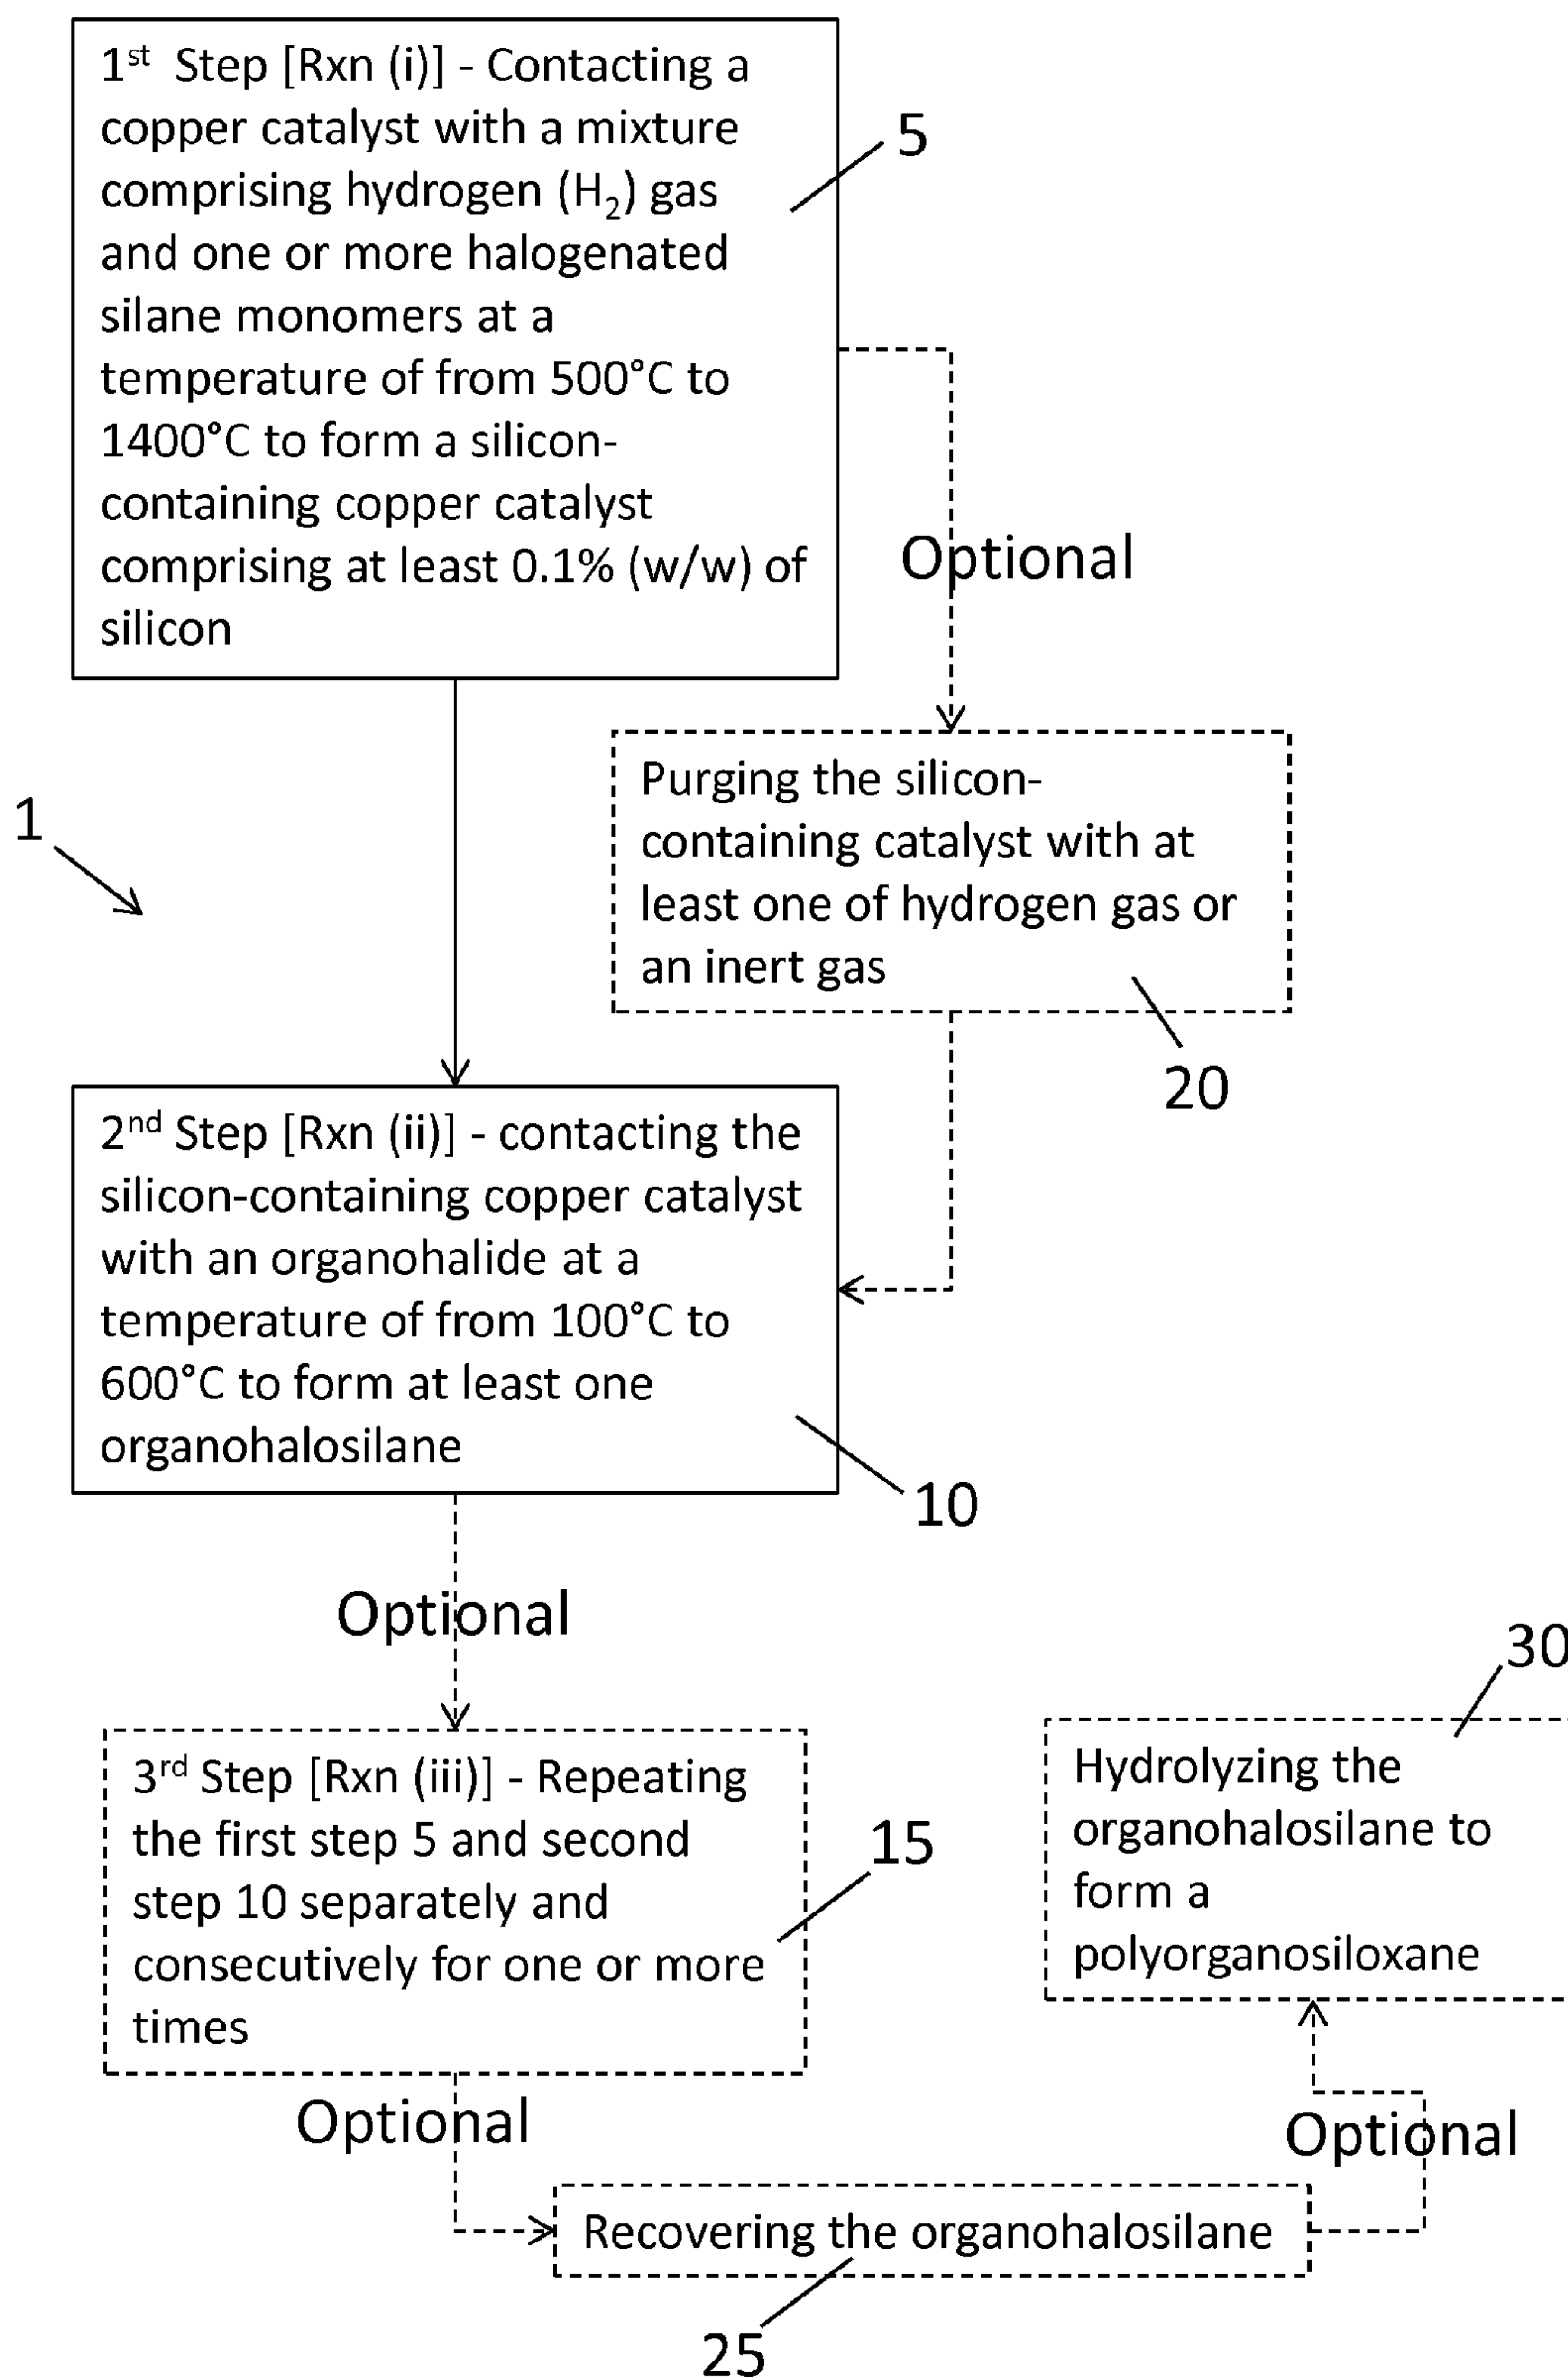 1st Step [Rxn (i)] - Contacting a
copper catalyst with a mixture
comprising hydrogen (H2) gas
and one or more halogenated
silane monomers at a
temperature of from 500°C to
1400°C to form a silicon-
containing copper catalyst
comprising at least 0.1% (w/w) of
silicon
5
Optional
Purging the silicon-
containing catalyst with at
least one of hydrogen gas or
an inert gas
20
1
2nd Step [Rxn (ii)] - contacting the
silicon-containing copper catalyst
with an organohalide at a
temperature of from 100°C to
600°C to form at least one
organohalosilane
10
Optional
3rd Step [Rxn (iii)] - Repeating
the first step 5 and second
step 10 separately and
consecutively for one or more
times
15
Optional
Recovering the organohalosilane
25
Optional
Hydrolyzing the
organohalosilane to
form a
polyorganosiloxane
30